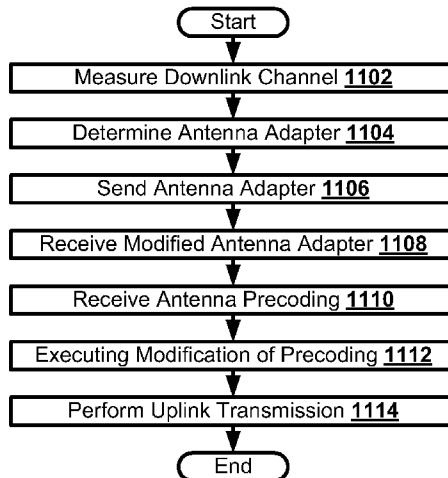 Start
Measure Downlink Channel 1102
Determine Antenna Adapter 1104
Send Antenna Adapter 1106
Receive Modified Antenna Adapter 1108
Receive Antenna Precoding 1110
Executing Modification of Precoding 1112
Perform Uplink Transmission 1114
End